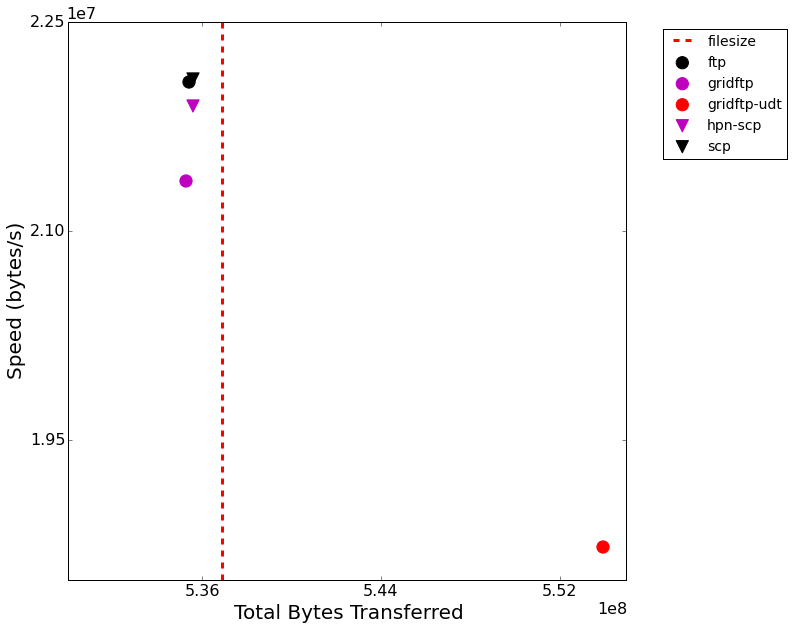 1e7
2.25
2.10
1.95
Speed (bytes/s)
5.36
5.44
5.52
1e8
Total Bytes Transferred
filesize
ftp
gridftp
gridftp-udt
hpn-scp
scp